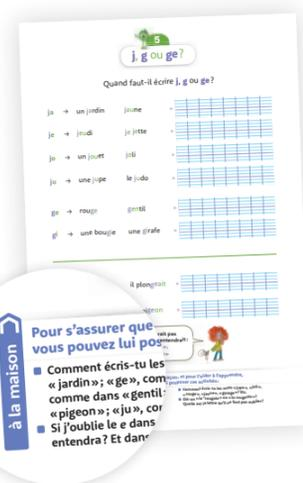 5
j, g ou ge ?
Quand faut-il écrire j, g ou ge ?
ja → un jardin jaune
je → jeudi je jette
jo → un jouet joli
ju → une jupe le judo
ge → rouge gentil
gi → une bougie une girafe
il plongeait
à la maison
Pour s'assurer que
vous pouvez lui pos
Comment écris-tu les
« jardin » ; « ge », com
comme dans « gentil
« pigeon » ; « ju », cor
Si j'oublie le e dans
entendra ? Et dans